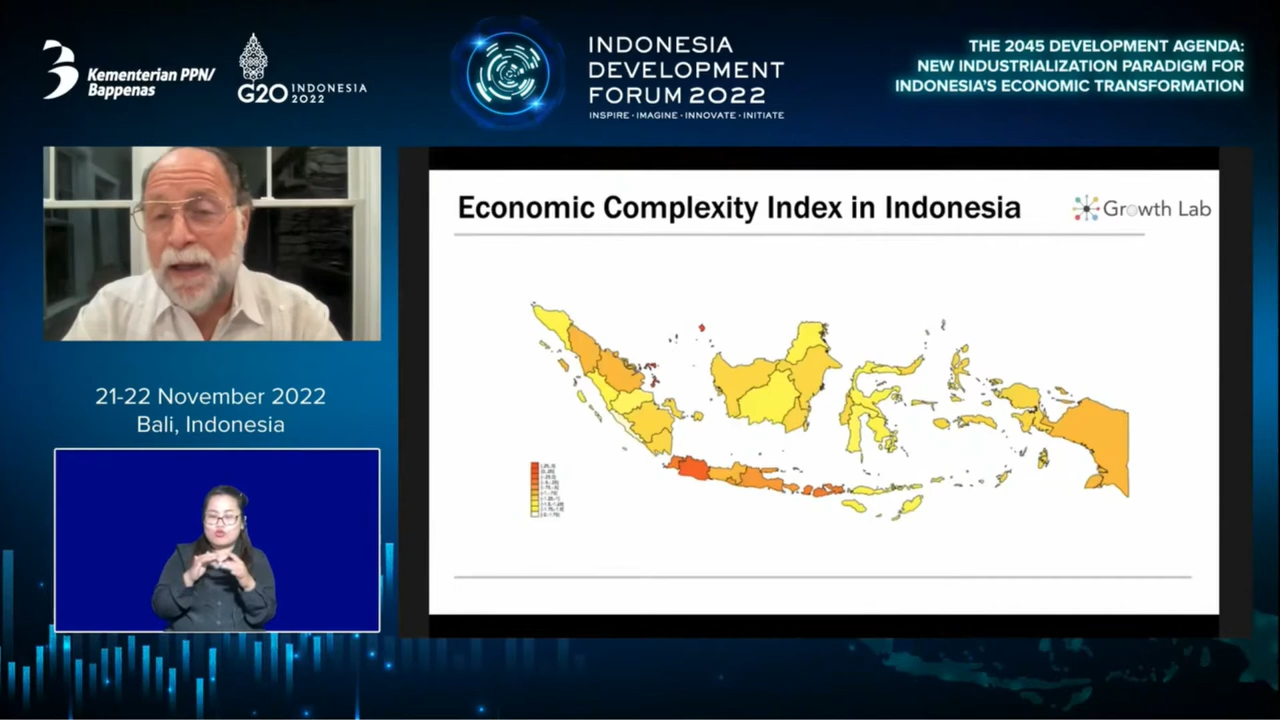 Kementerian PPN/
Bappenas
G20 INDONESIA
2022
INDONESIA
DEVELOPMENT
FORUM 2022
INSPIRE · IMAGINE · INNOVATE · INITIATE
THE 2045 DEVELOPMENT AGENDA:
NEW INDUSTRIALIZATION PARADIGM FOR
INDONESIA'S ECONOMIC TRANSFORMATION
Economic Complexity Index in Indonesia
Growth Lab
21-22 November 2022
Bali, Indonesia